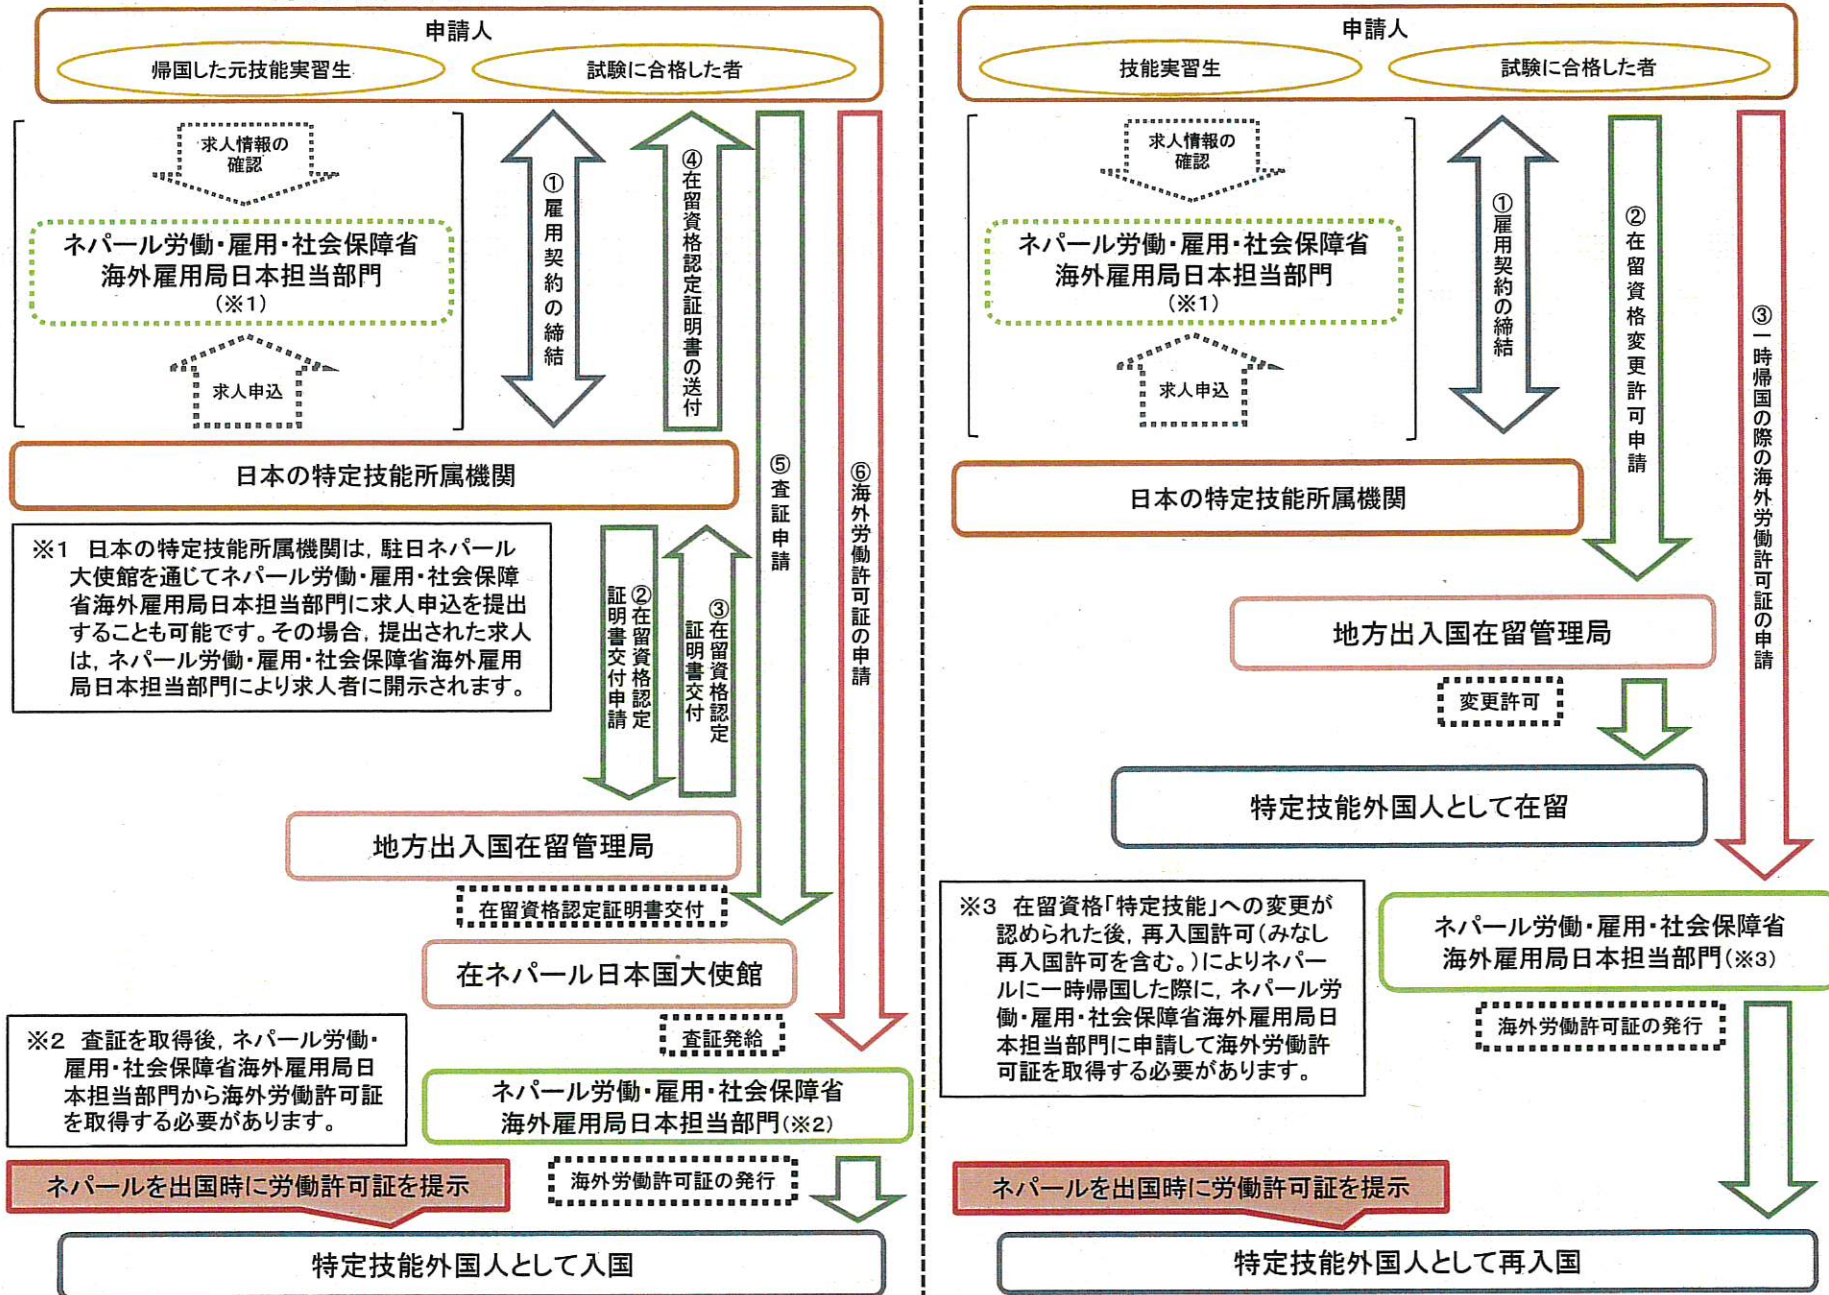 申請人
帰国した元技能実習生
試験に合格した者
求人情報の
確認
ネパール労働・雇用・社会保障省
海外雇用局日本担当部門
(※1)
求人申込
①雇用契約の締結
④在留資格認定証明書の送付
⑤査証申請
⑥海外労働許可証の申請
日本の特定技能所属機関
※1 日本の特定技能所属機関は，駐日ネパール
大使館を通じてネパール労働・雇用・社会保障
省海外雇用局日本担当部門に求人申込を提出
することも可能です。その場合，提出された求人
は，ネパール労働・雇用・社会保障省海外雇用
局日本担当部門により求人者に開示されます。
②在留資格認定
証明書交付申請
③在留資格認定
証明書交付
地方出入国在留管理局
在留資格認定証明書交付
在ネパール日本国大使館
査証発給
※2 査証を取得後，ネパール労働・
雇用・社会保障省海外雇用局日
本担当部門から海外労働許可証
を取得する必要があります。
ネパール労働・雇用・社会保障省
海外雇用局日本担当部門(※2)
海外労働許可証の発行
ネパールを出国時に労働許可証を提示
特定技能外国人として入国
申請人
技能実習生
試験に合格した者
求人情報の
確認
ネパール労働・雇用・社会保障省
海外雇用局日本担当部門
(※1)
求人申込
①雇用契約の締結
②在留資格変更許可申請
③一時帰国の際の海外労働許可証の申請
日本の特定技能所属機関
地方出入国在留管理局
変更許可
特定技能外国人として在留
※3 在留資格「特定技能」への変更が
認められた後，再入国許可(みなし
再入国許可を含む。)によりネパー
ルに一時帰国した際に，ネパール労
働・雇用・社会保障省海外雇用局日
本担当部門に申請して海外労働許
可証を取得する必要があります。
ネパール労働・雇用・社会保障省
海外雇用局日本担当部門(※3)
海外労働許可証の発行
ネパールを出国時に労働許可証を提示
特定技能外国人として再入国